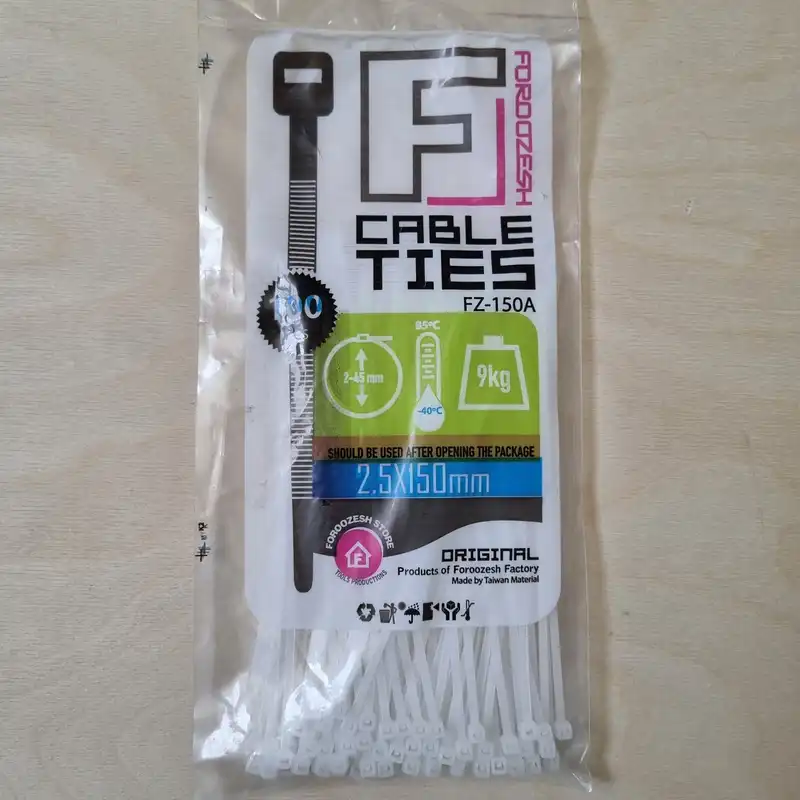 FOROOZESH
CABLE
TIES
FZ-150A
100
85°C
2-45 mm
-40°C
9kg
SHOULD BE USED AFTER OPENING THE PACKAGE
2.5X150mm
FOROOZESH STORE
F
TOOLS PRODUCTIONS
ORIGINAL
Products of Foroozesh Factory
Made by Taiwan Material